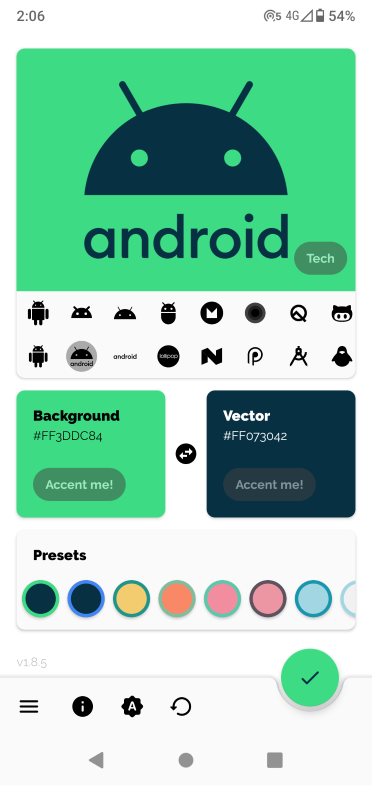 2:06
5 4G 54%
android
Tech
android
lollipop
Background
#FF3DDC84
Accent me!
Vector
#FF073042
Accent me!
Presets
v1.8.5